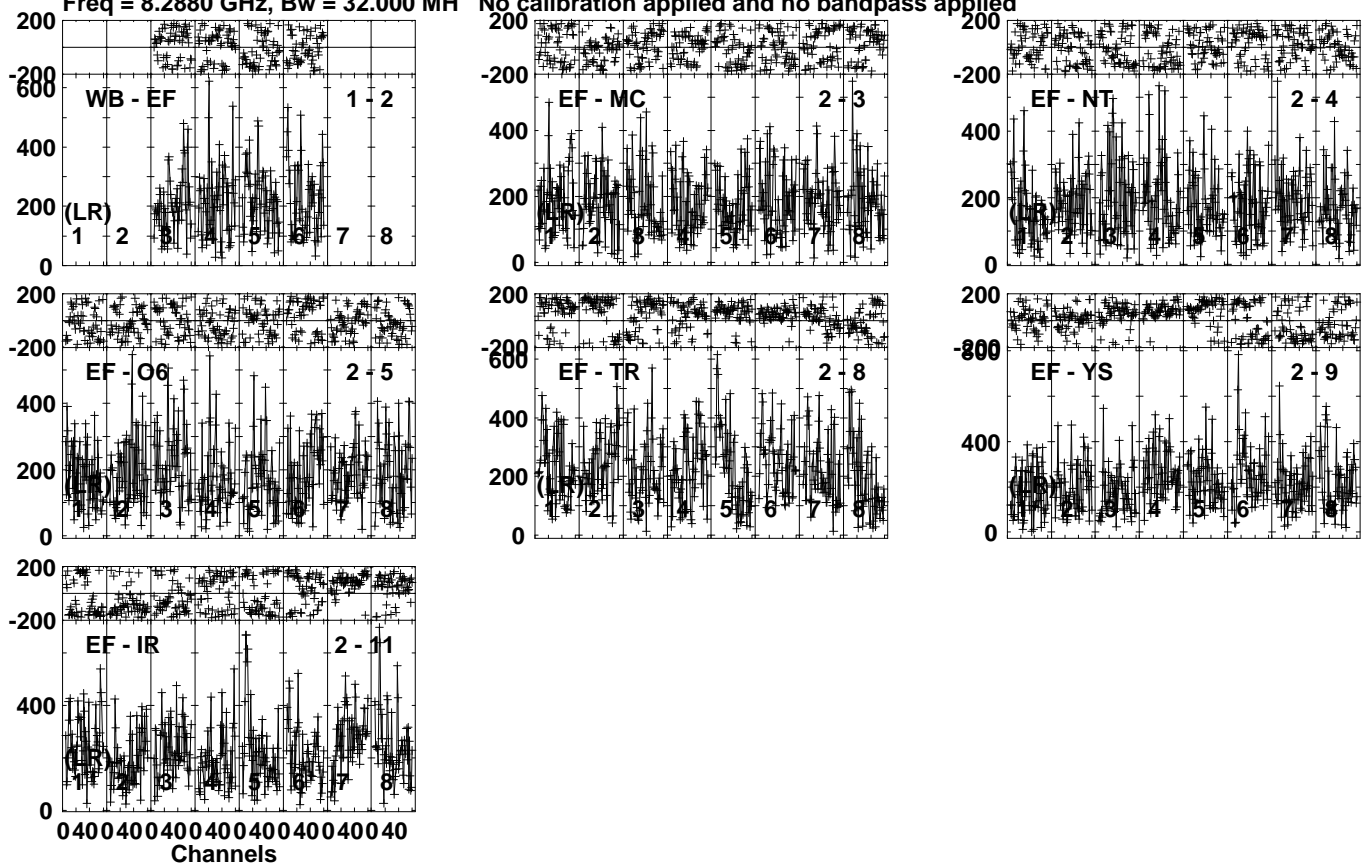 Freq = 8.2880 GHz, Bw = 32.000 MH No calibration applied and no bandpass applied
200
-200
600
400
200
0
WB - EF 1 - 2
(LR)
1 2 3 4 5 6 7 8
200
-200
400
200
0
EF - MC 2 - 3
(LR)
1 2 3 4 5 6 7 8
200
-200
400
200
0
EF - NT 2 - 4
(LR)
1 2 3 4 5 6 7 8
200
-200
400
200
0
EF - O6 2 - 5
(LR)
1 2 3 4 5 6 7 8
200
-200
600
400
200
0
EF - TR 2 - 8
(LR)
1 2 3 4 5 6 7 8
200
-200
800
400
0
EF - YS 2 - 9
(LR)
1 2 3 4 5 6 7 8
200
-200
400
0
EF - IR 2 - 11
(LR)
1 2 3 4 5 6 7 8
0 40 0 40 0 40 0 40 0 40 0 40 0 40 0 40
Channels